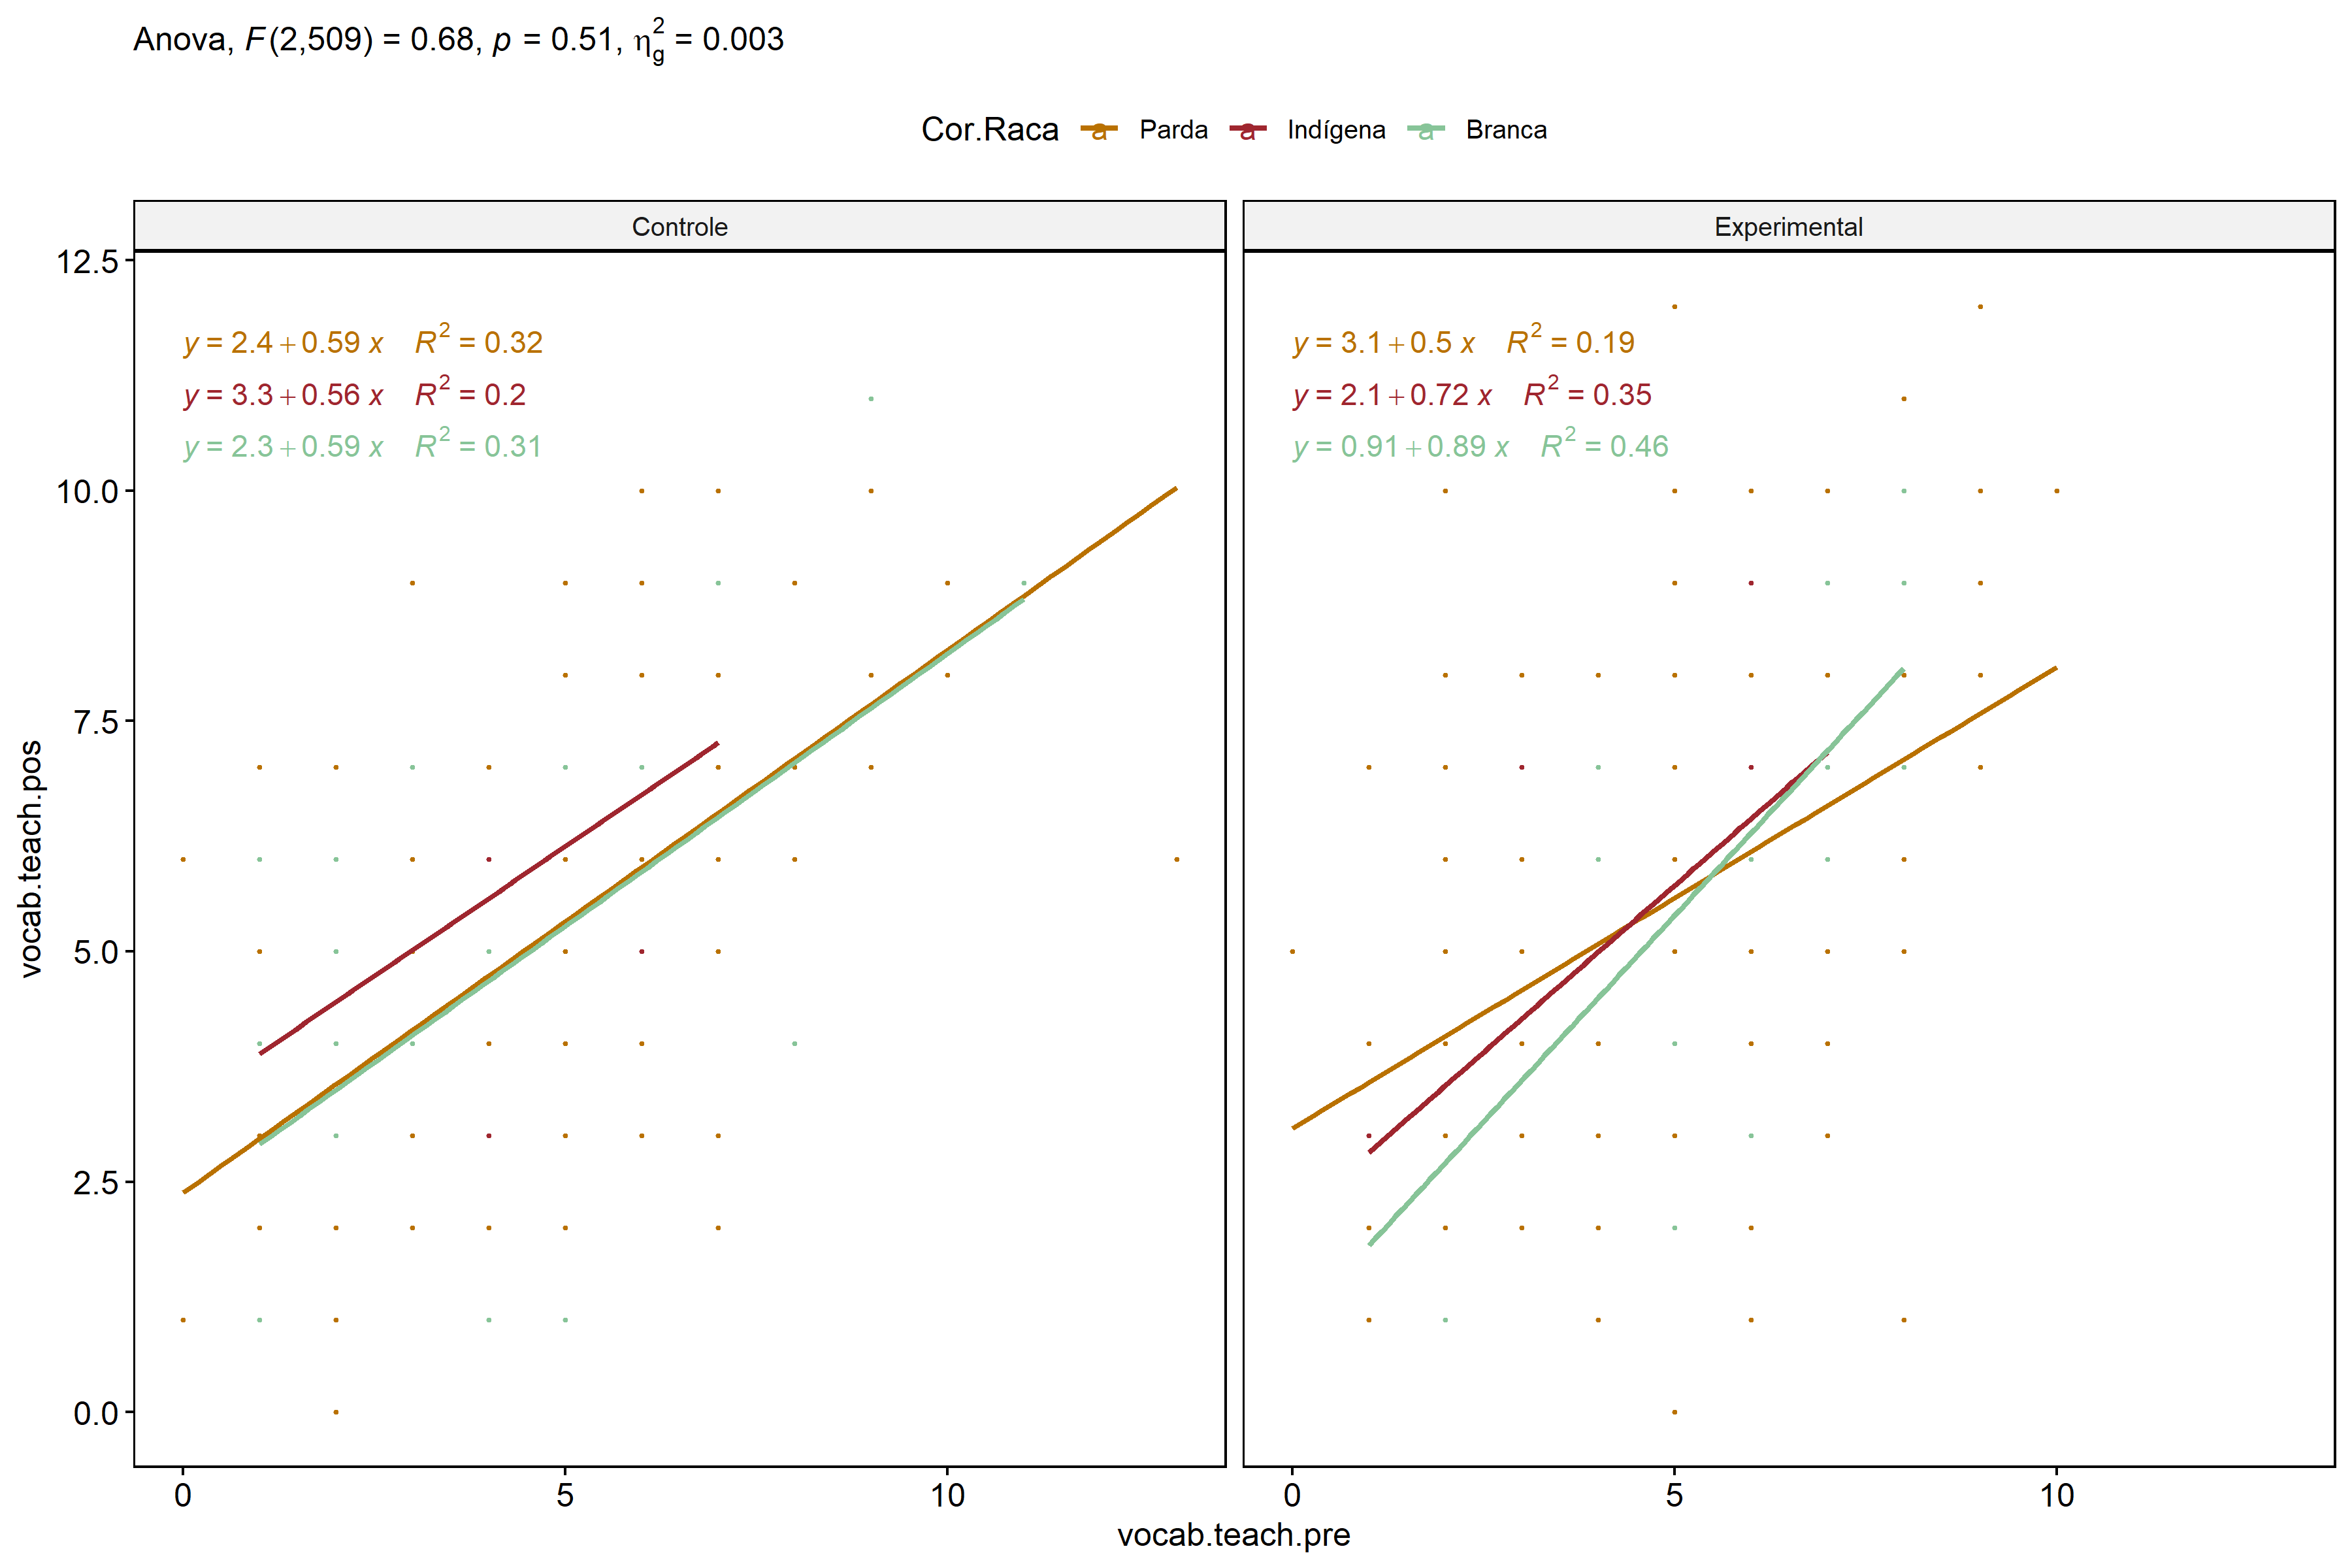 Anova, F(2,509) = 0.68, p = 0.51, η²g = 0.003
Cor.Raca a Parda a Indígena a Branca
Controle
Experimental
12.5
10.0
7.5
5.0
2.5
0.0
vocab.teach.pos
y = 2.4 + 0.59 x R² = 0.32
y = 3.3 + 0.56 x R² = 0.2
y = 2.3 + 0.59 x R² = 0.31
y = 3.1 + 0.5 x R² = 0.19
y = 2.1 + 0.72 x R² = 0.35
y = 0.91 + 0.89 x R² = 0.46
0 5 10
0 5 10
vocab.teach.pre